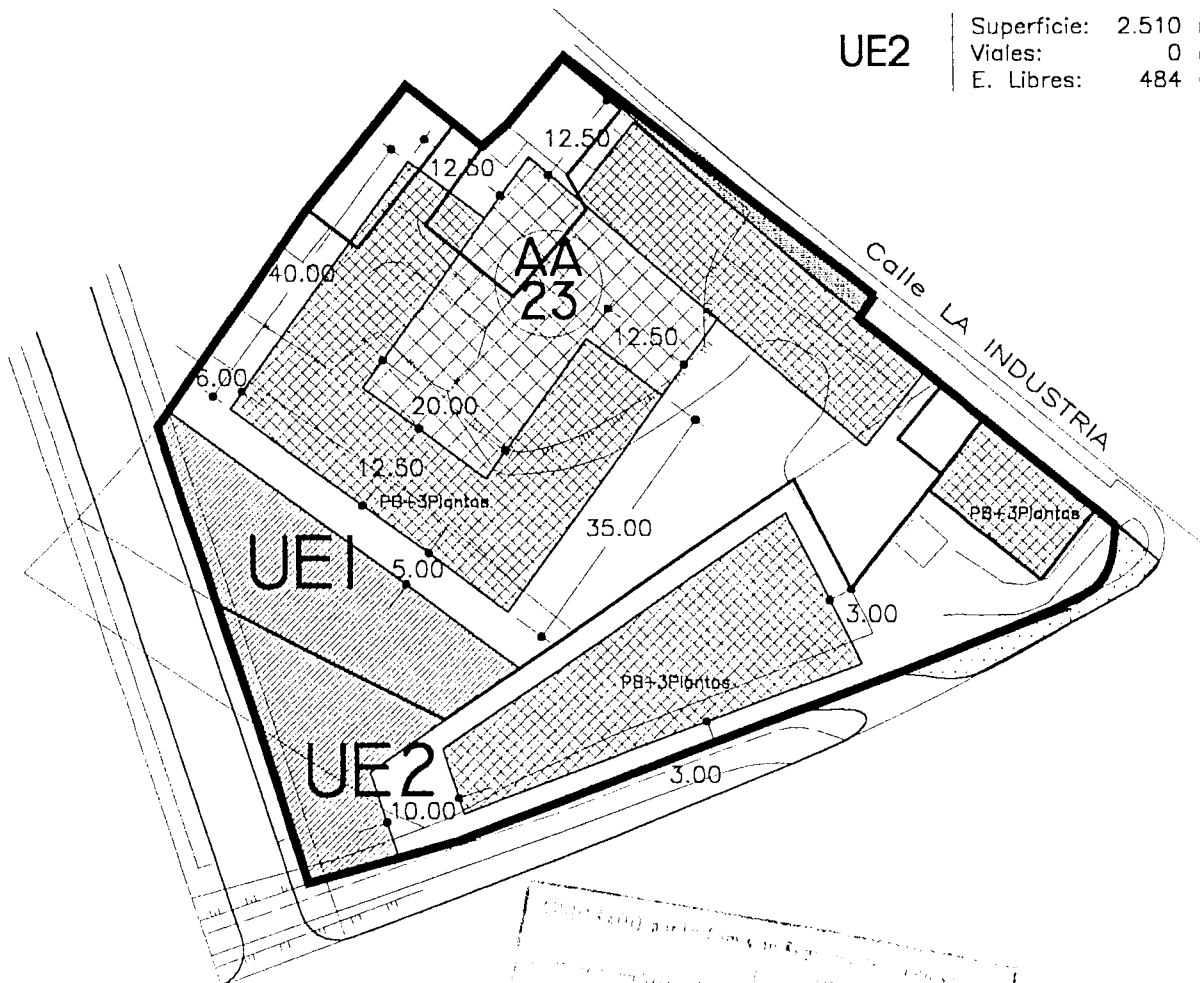 UE2
Superficie: 2.510
Viales: 0
E. Libres: 484
12.50
12.50
AA
23
40.00
Calle LA INDUSTRIA
12.50
6.00
20.00
12.50
PB+3Plantas
PB+3Plantas
35.00
UE1
5.00
3.00
PB+3Plantas
UE2
3.00
10.00